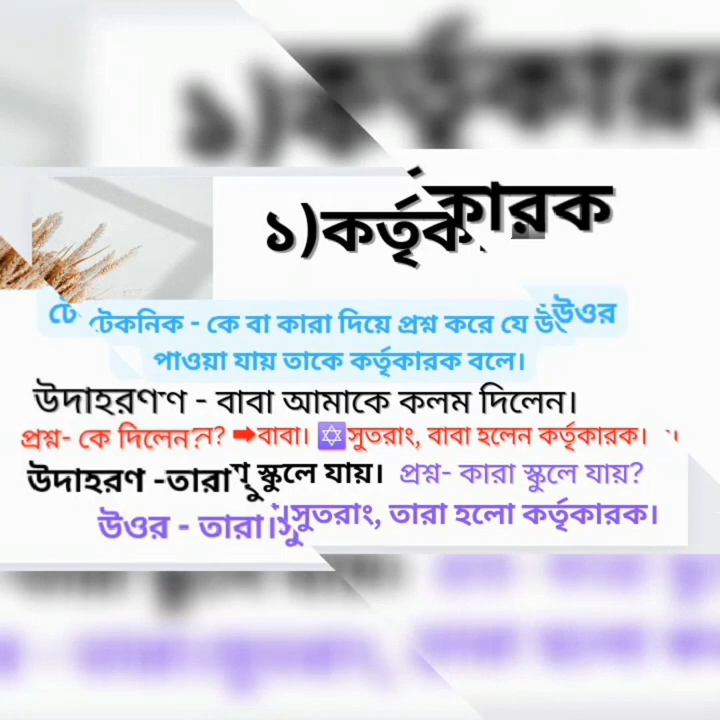 ১)কর্তৃকারক
টেকনিক - কে বা কারা দিয়ে প্রশ্ন করে যে উওর
পাওয়া যায় তাকে কর্তৃকারক বলে।
উদাহরণ - বাবা আমাকে কলম দিলেন।
প্রশ্ন- কে দিলেন? ➡বাবা। 🔯সুতরাং, বাবা হলেন কর্তৃকারক।
উদাহরণ -তারা স্কুলে যায়। প্রশ্ন- কারা স্কুলে যায়?
উওর - তারা।সুতরাং, তারা হলো কর্তৃকারক।